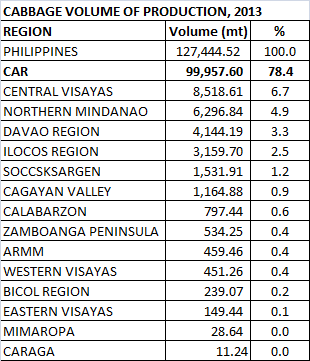 CABBAGE VOLUME OF PRODUCTION, 2013
REGION Volume (mt) %
PHILIPPINES 127,444.52 100.0
CAR 99,957.60 78.4
CENTRAL VISAYAS 8,518.61 6.7
NORTHERN MINDANAO 6,296.84 4.9
DAVAO REGION 4,144.19 3.3
ILOCOS REGION 3,159.70 2.5
SOCCSKSARGEN 1,531.91 1.2
CAGAYAN VALLEY 1,164.88 0.9
CALABARZON 797.44 0.6
ZAMBOANGA PENINSULA 534.25 0.4
ARMM 459.46 0.4
WESTERN VISAYAS 451.26 0.4
BICOL REGION 239.07 0.2
EASTERN VISAYAS 149.44 0.1
MIMAROPA 28.64 0.0
CARAGA 11.24 0.0